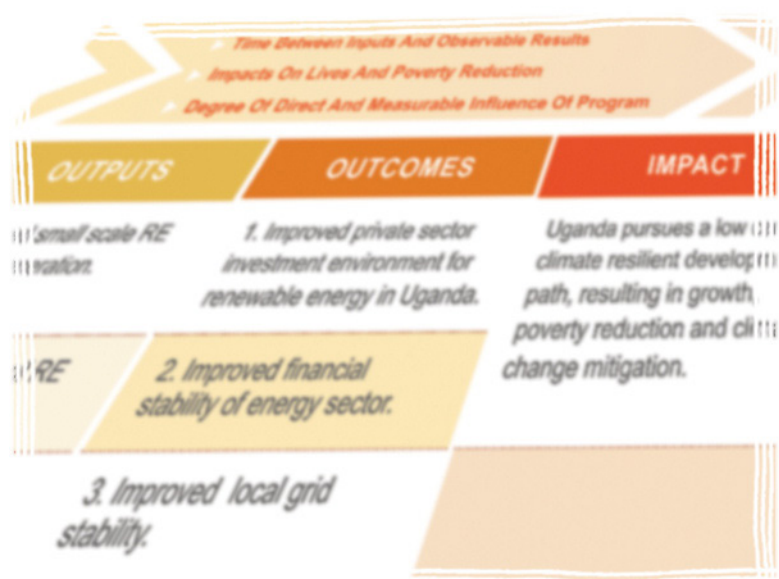 Time Between Inputs And Observable Results
Impacts On Lives And Poverty Reduction
Degree Of Direct And Measurable Influence Of Program
OUTPUTS
OUTCOMES
IMPACT
small scale RE
1. Improved private sector
investment environment for
renewable energy in Uganda.
Uganda pursues a low
climate resilient
path, resulting in growth,
poverty reduction and
change mitigation.
RE
2. Improved financial
stability of energy sector.
3. Improved local grid
stability.